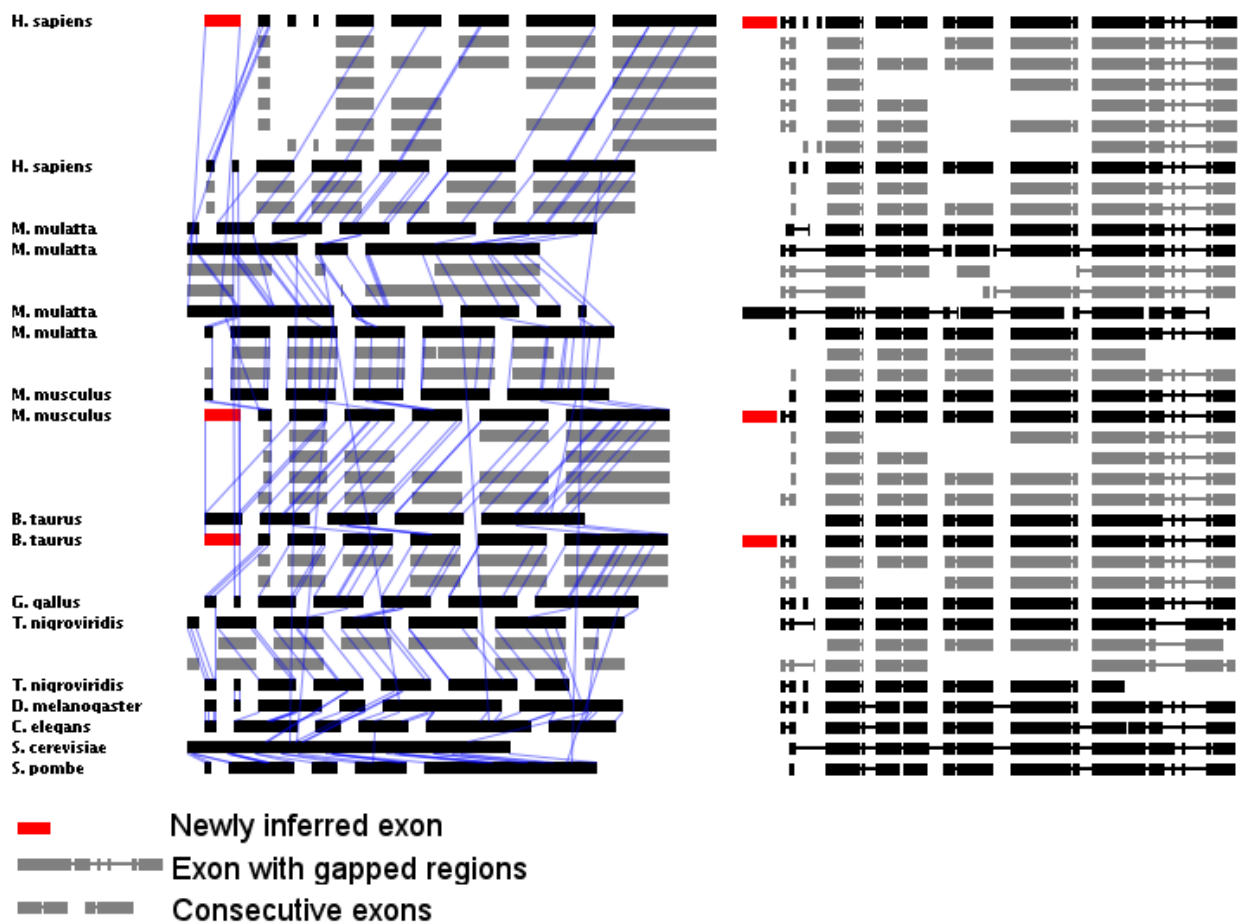 H. sapiens
H. sapiens
M. mulatta
M. mulatta
M. mulatta
M. mulatta
M. musculus
M. musculus
B. taurus
B. taurus
G. gallus
T. nigroviridis
T. nigroviridis
D. melanogaster
C. elegans
S. cerevisiae
S. pombe
Newly inferred exon
Exon with gapped regions
Consecutive exons